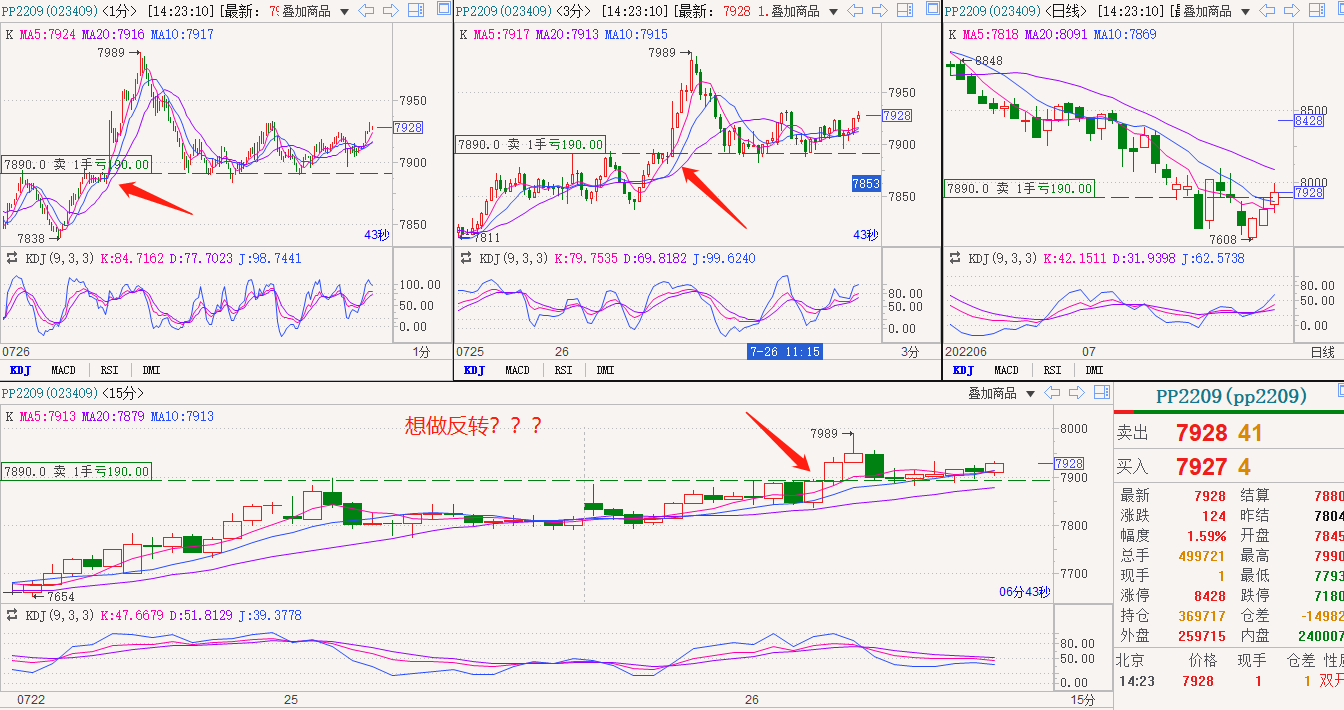 PP2209(023409)<1分> [14:23:10] [最新: 叠加商品
K MA5:7924 MA20:7916 MA10:7917
7989
7950
7928
7900
7890.0 卖 1手亏190.00
7850
7838
43秒
KDJ(9,3,3) K:84.7162 D:77.7023 J:98.7441
100.00
50.00
0.00
0726 1分
KDJ MACD RSI DMI
PP2209(023409)<3分> [14:23:10] [最新: 7928 1.叠加商品
K MA5:7917 MA20:7913 MA10:7915
7989
7950
7928
7900
7890.0 卖 1手亏190.00
7853
7850
7811
43秒
KDJ(9,3,3) K:79.7535 D:69.8182 J:99.6240
80.00
50.00
0.00
0725 26 7-26 11:15 3分
KDJ MACD RSI DMI
PP2209(023409)<日线> [14:23:10] 叠加商品
K MA5:7818 MA20:8091 MA10:7869
8848
8500
8428
8000
7928
7890.0 卖 1手亏190.00
7608
KDJ(9,3,3) K:42.1511 D:31.9398 J:62.5738
80.00
50.00
0.00
202206 07 日线
KDJ MACD RSI DMI
PP2209(023409)<15分> 叠加商品
K MA5:7913 MA20:7879 MA10:7913
想做反转？？？
7989
8000
7928
7900
7890.0 卖 1手亏190.00
7800
7700
7654
06分43秒
KDJ(9,3,3) K:47.6679 D:51.8129 J:39.3778
80.00
50.00
0.00
0722 25 26 15分
PP2209(pp2209)
卖出 7928 41
买入 7927 4
最新 7928 结算 7880
涨跌 124 昨结 7804
幅度 1.59% 开盘 7845
总手 499721 最高 7990
现手 1 最低 7793
涨停 8428 跌停 7180
持仓 369717 仓差 -14982
外盘 259715 内盘 240007
北京 价格 现手 仓差 性质
14:23 7928 1 1 双开